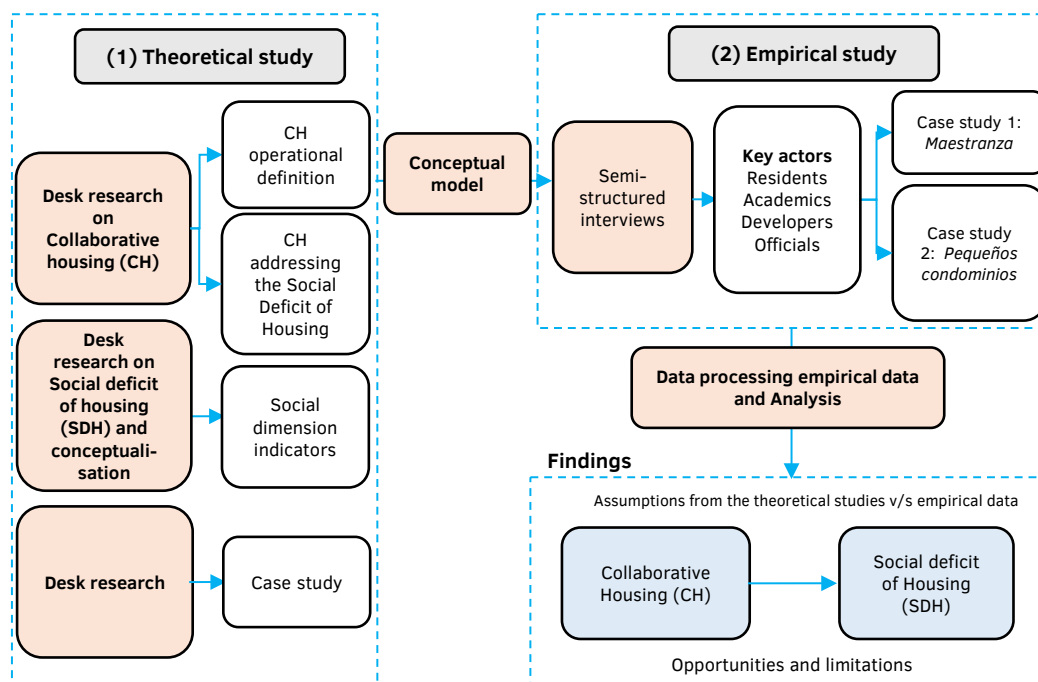 (1) Theoretical study
Desk research
on
Collaborative
housing (CH)
CH
operational
definition
CH
addressing
the Social
Deficit of
Housing
Desk
research on
Social deficit
of housing
(SDH) and
conceptuali-
sation
Social
dimension
indicators
Desk research
Case study
Conceptual
model
(2) Empirical study
Semi-
structured
interviews
Key actors
Residents
Academics
Developers
Officials
Case study 1:
Maestranza
Case study
2: Pequeños
condominios
Data processing empirical data
and Analysis
Findings
Assumptions from the theoretical studies v/s empirical data
Collaborative
Housing (CH)
Social deficit
of Housing
(SDH)
Opportunities and limitations